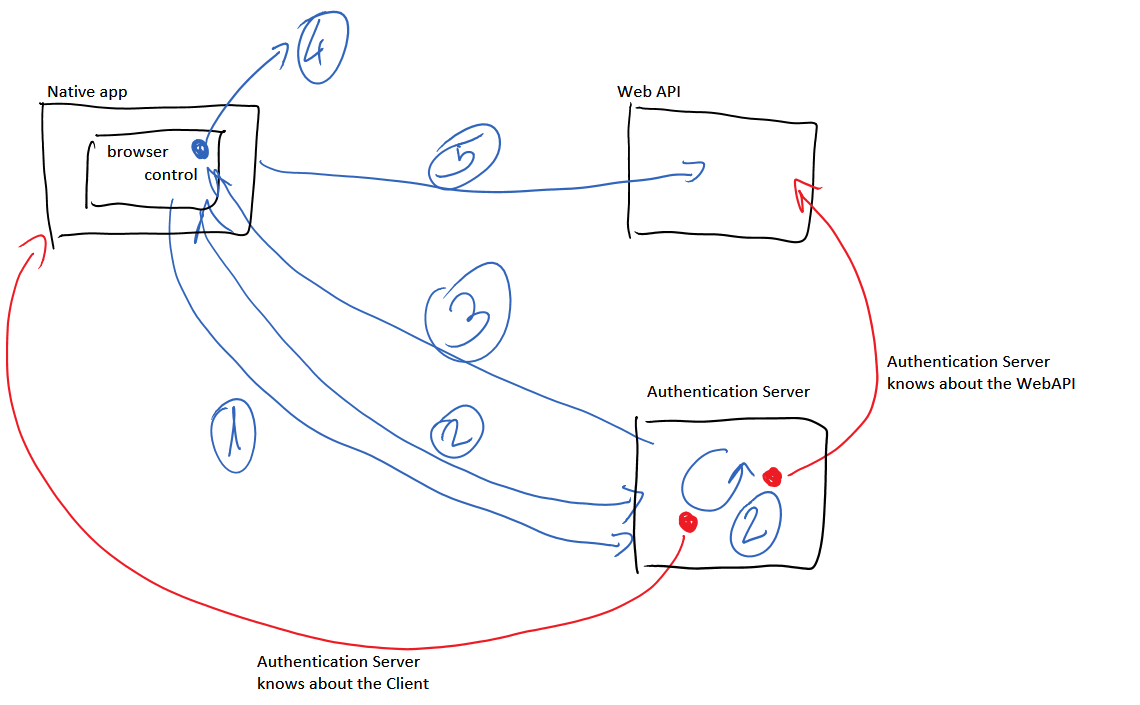 4
Native app
Web API
browser
control
5
3
Authentication Server
knows about the WebAPI
Authentication Server
1
2
2
Authentication Server
knows about the Client